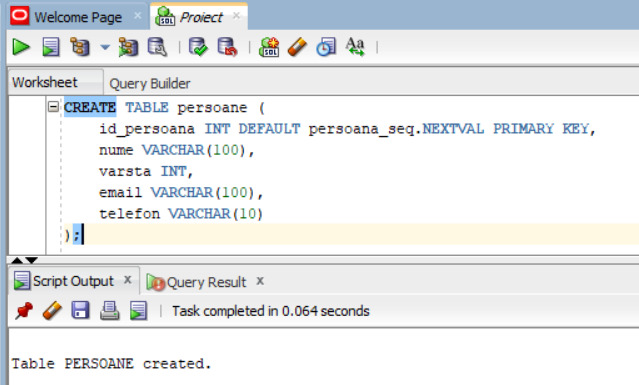 Welcome Page
Project
Worksheet
Query Builder
CREATE TABLE persoane (
id_persoana INT DEFAULT persoana_seq.NEXTVAL PRIMARY KEY,
nume VARCHAR(100),
varsta INT,
email VARCHAR(100),
telefon VARCHAR(10)
);
Script Output x
Query Result x
Task completed in 0.064 seconds
Table PERSOANE created.